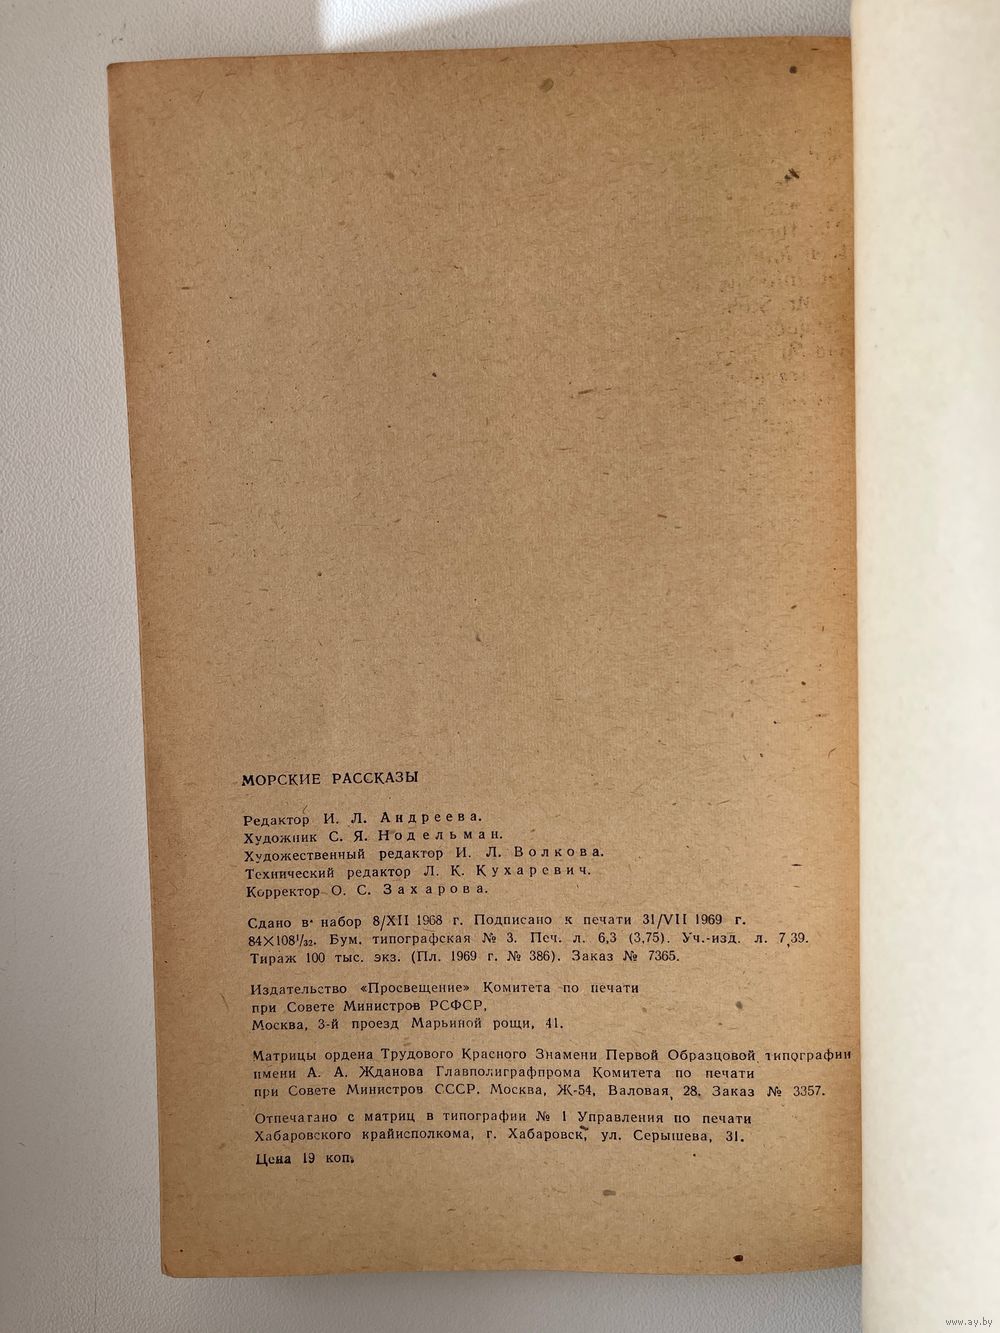 МОРСКИЕ РАССКАЗЫ
Редактор И. Л. Андреева.
Художник С. Я. Нодельман.
Художественный редактор И. Л. Волкова.
Технический редактор Л. К. Кухаревич.
Корректор О. С. Захарова.
Сдано в набор 8/XII 1968 г. Подписано к печати 31/VII 1969 г.
84×108¹/₃₂. Бум. типографская № 3. Печ. л. 6,3 (3,75). Уч.-изд. л. 7,39.
Тираж 100 тыс. экз. (Пл. 1969 г. № 386). Заказ № 7365.
Издательство «Просвещение» Комитета по печати
при Совете Министров РСФСР,
Москва, 3-й проезд Марьиной рощи, 41.
Матрицы ордена Трудового Красного Знамени Первой Образцовой типографии
имени А. А. Жданова Главполиграфпрома Комитета по печати
при Совете Министров СССР. Москва, Ж-54, Валовая, 28. Заказ № 3357.
Отпечатано с матриц в типографии № 1 Управления по печати
Хабаровского крайисполкома, г. Хабаровск, ул. Серышева, 31.
Цена 19 коп.
www.ay.by